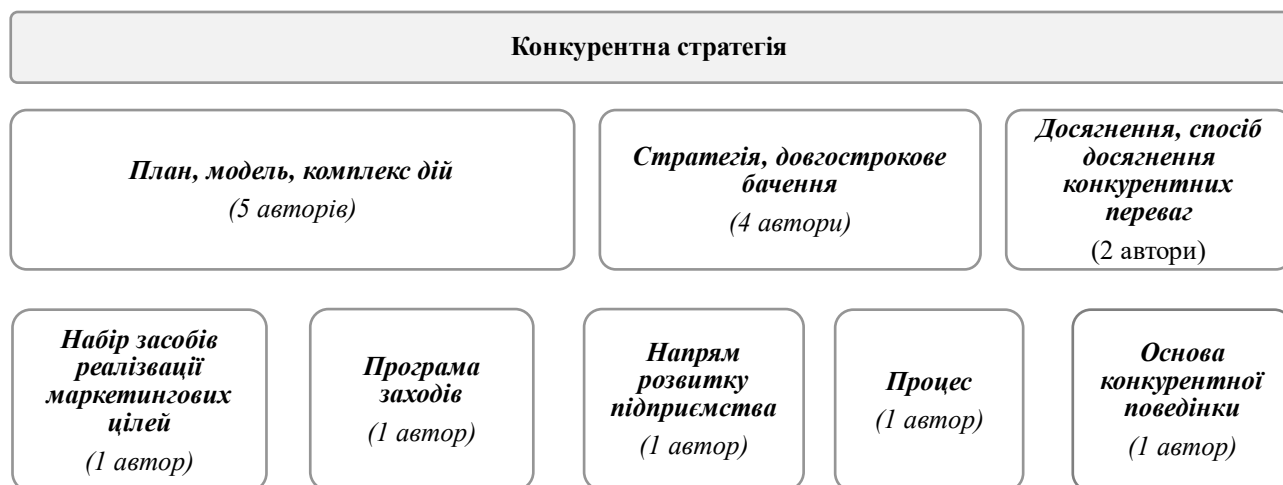 Конкурентна стратегія
План, модель, комплекс дій
(5 авторів)
Стратегія, довгострокове
бачення
(4 автори)
Досягнення, спосіб
досягнення
конкурентних
переваг
(2 автори)
Набір засобів
реалізвації
маркетингових
цілей
(1 автор)
Програма
заходів
(1 автор)
Напрям
розвитку
підприємства
(1 автор)
Процес
(1 автор)
Основа
конкурентної
поведінки
(1 автор)